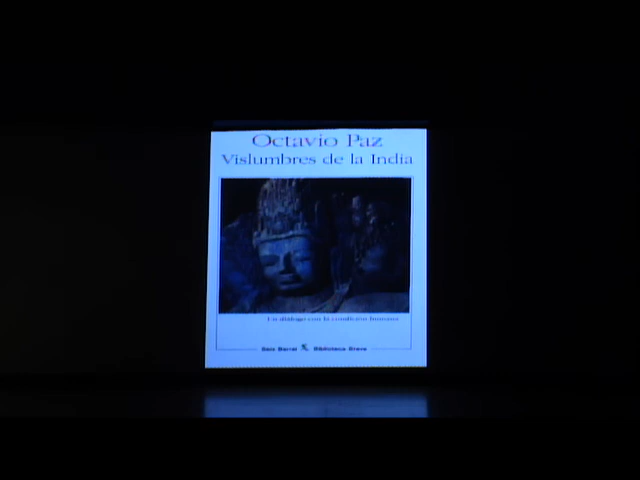 Octavio Paz
Vislumbres de la India
Un diálogo con la condición humana
Seix Barral Biblioteca Breve